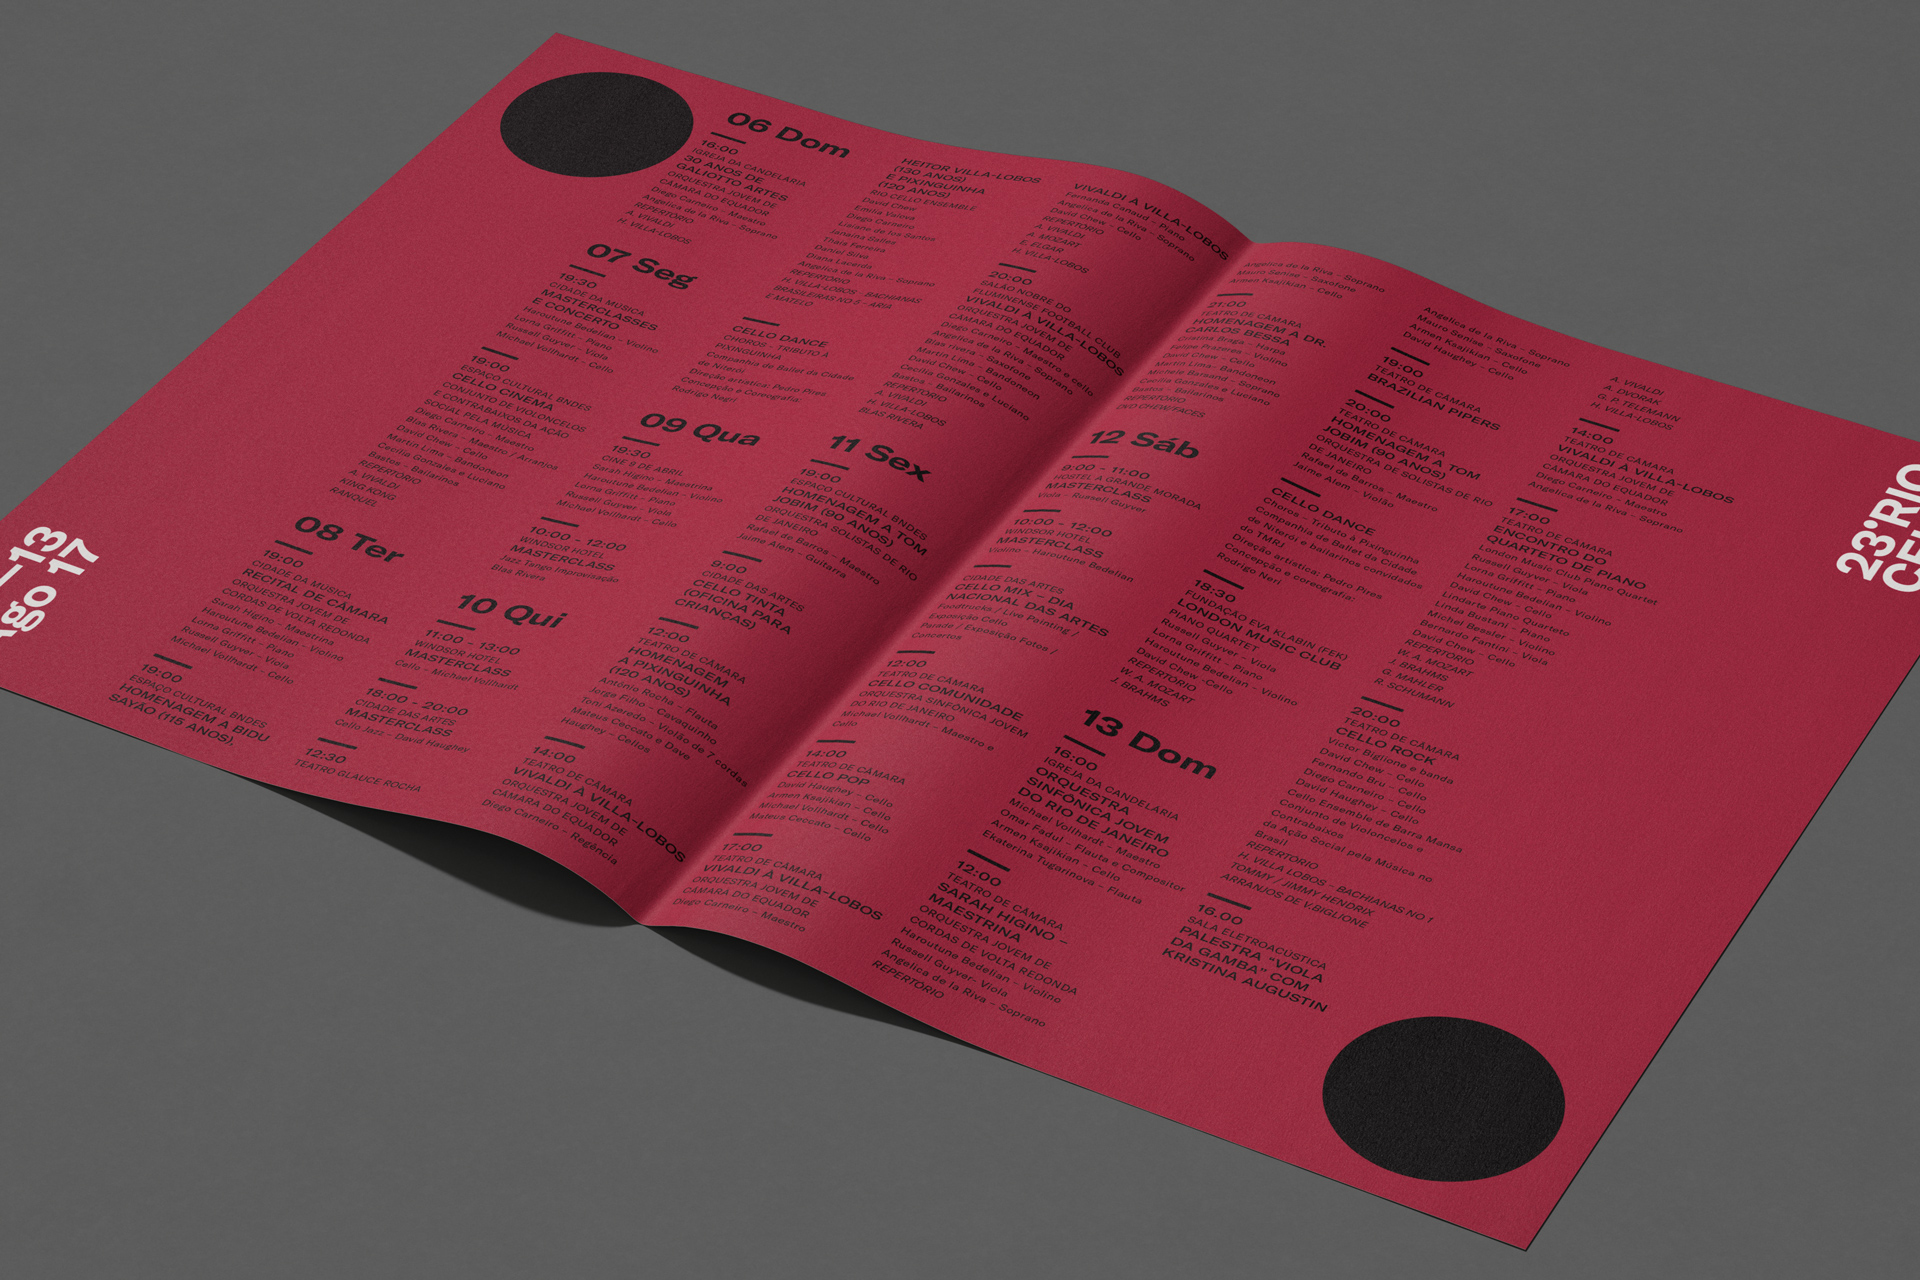 06 Dom
16:00
IGREJA DA CANDELÁRIA
30 ANOS DE
GALIOTTO ARTES
ORQUESTRA JOVEM DE
CÂMARA DO EQUADOR
Diego Carneiro - Maestro
Angelica de la Riva - Soprano
REPERTÓRIO
A. VIVALDI
H. VILLA-LOBOS
07 Seg
19:30
CIDADE DA MÚSICA
MASTERCLASSES
E CONCERTO
Haroutune Bedelian - Violino
Lorna Griffitt - Piano
Russell Guyver - Viola
Michael Vollhardt - Cello
19:00
ESPAÇO CULTURAL BNDES
CELLO CINEMA
CONJUNTO DE VIOLONCELOS
E CONTRABAIXOS DA AÇÃO
SOCIAL PELA MÚSICA
Diego Carneiro - Maestro
Blas Rivera - Maestro / Arranjos
David Chew - Cello
Martin Lima - Bandoneon
Cecilia Gonzales e Luciano
Bastos - Bailarinos
REPERTÓRIO
A. VIVALDI
KING KONG
RANQUEL
08 Ter
19:00
CIDADE DA MÚSICA
RECITAL DE CÂMARA
ORQUESTRA JOVEM DE
CORDAS DE VOLTA REDONDA
Sarah Higino - Maestrina
Haroutune Bedelian - Violino
Lorna Griffitt - Piano
Russell Guyver - Viola
Michael Vollhardt - Cello
19:00
ESPAÇO CULTURAL BNDES
HOMENAGEM A BIDU
SAYÃO (115 ANOS).
HEITOR VILLA-LOBOS
(130 ANOS)
E PIXINGUINHA
(120 ANOS)
RIO CELLO ENSEMBLE
David Chew
Emilia Valova
Diego Carneiro
Lisiane de los Santos
Janaina Salles
Thais Ferreira
Daniel Silva
Diana Lacerda
Angelica de la Riva - Soprano
REPERTÓRIO
H. VILLA-LOBOS - BACHIANAS
BRASILEIRAS NO 5 - ÁRIA
E MATELO
CELLO DANCE
CHOROS - TRIBUTO À
PIXINGUINHA
Companhia de Ballet da Cidade
de Niterói
Direção artística: Pedro Pires
Concepção e Coreografia:
Rodrigo Negri
09 Qua
19:30
CINE 9 DE ABRIL
Sarah Higino - Maestrina
Haroutune Bedelian - Violino
Lorna Griffitt - Piano
Russell Guyver - Viola
Michael Vollhardt - Cello
10:00 - 12:00
WINDSOR HOTEL
MASTERCLASS
Jazz Tango Improvisação
Blas Rivera
10 Qui
11:00 - 13:00
WINDSOR HOTEL
MASTERCLASS
Cello - Michael Vollhardt
18:00 - 20:00
CIDADE DAS ARTES
MASTERCLASS
Cello Jazz - David Haughey
12:30
TEATRO GLAUCE ROCHA
VIVALDI À VILLA-LOBOS
Fernanda Canaud - Piano
Angelica de la Riva - Soprano
David Chew - Cello
REPERTÓRIO
A. VIVALDI
A. MOZART
E. ELGAR
H. VILLA-LOBOS
20:00
SALÃO NOBRE DO
FLUMINENSE FOOTBALL CLUB
VIVALDI À VILLA-LOBOS
ORQUESTRA JOVEM DE
CÂMARA DO EQUADOR
Diego Carneiro - Maestro e cello
Angelica de la Riva - Soprano
Blas rivera - Saxofone
Martin Lima - Bandoneon
David Chew - Cello
Cecilia Gonzales e Luciano
Bastos - Bailarinos
REPERTÓRIO
A. VIVALDI
H. VILLA-LOBOS
BLAS RIVERA
11 Sex
19:00
ESPAÇO CULTURAL BNDES
HOMENAGEM A TOM
JOBIM (90 ANOS)
ORQUESTRA SOLISTAS DE RIO
DE JANEIRO
Rafael de Barros - Maestro
Jaime Alem - Guitarra
9:00
CIDADE DAS ARTES
CELLO TINTA
(OFICINA PARA
CRIANÇAS)
12:00
TEATRO DE CÂMARA
HOMENAGEM
A PIXINGUINHA
(120 ANOS)
Antônio Rocha - Flauta
Jorge Filho - Cavaquinho
Toni Azeredo - Violão de 7 cordas
Mateus Ceccato e Dave
Haughey - Cellos
14:00
TEATRO DE CÂMARA
VIVALDI À VILLA-LOBOS
ORQUESTRA JOVEM DE
CÂMARA DO EQUADOR
Diego Carneiro - Regência
Angelica de la Riva - Soprano
Mauro Senise - Saxofone
Armen Ksajikian - Cello
21:00
TEATRO DE CÂMARA
HOMENAGEM A DR.
CARLOS BESSA
Cristina Braga - Harpa
Prazeres - Violino
David Chew - Cello
Martin Lima - Bandoneon
- Soprano
Cecilia Gonzales e Luciano
Bastos - Bailarinos
REPERTÓRIO
12 Sáb
9:00 - 11:00
HOSTEL A GRANDE MORADA
MASTERCLASS
Viola - Russell Guyver
10:00 - 12:00
WINDSOR HOTEL
MASTERCLASS
Violino - Haroutune Bedelian
CIDADE DAS ARTES
CELLO MIX – DIA
NACIONAL DAS ARTES
Foodtrucks / Live Painting /
Exposição Cello
Parade / Exposição Fotos /
Concertos
12:00
TEATRO DE CÂMARA
CELLO COMUNIDADE
ORQUESTRA SINFÔNICA JOVEM
DO RIO DE JANEIRO
Michael Vollhardt - Maestro e
Cello
14:00
TEATRO DE CÂMARA
CELLO POP
David Haughey - Cello
Armen Ksajikian - Cello
Michael Vollhardt - Cello
Mateus Ceccato - Cello
17:00
TEATRO DE CÂMARA
VIVALDI À VILLA-LOBOS
ORQUESTRA JOVEM DE
CÂMARA DO EQUADOR
Diego Carneiro - Maestro
Angelica de la Riva - Soprano
Mauro Senise - Saxofone
Armen Ksajikian - Cello
David Haughey - Cello
19:00
TEATRO DE CÂMARA
BRAZILIAN PIPERS
20:00
TEATRO DE CÂMARA
HOMENAGEM A TOM
JOBIM (90 ANOS)
ORQUESTRA DE SOLISTAS DE RIO
DE JANEIRO
Rafael de Barros - Maestro
Jaime Alem - Violão
CELLO DANCE
Choros - Tributo à Pixinguinha
Companhia de Ballet da Cidade
de Niterói e bailarinos convidados
do TMRJ
Direção artística: Pedro Pires
Concepção e coreografia:
Rodrigo Neri
18:30
FUNDAÇÃO EVA KLABIN (FEK)
LONDON MUSIC CLUB
PIANO QUARTET
Russell Guyver - Viola
Lorna Griffitt - Piano
Haroutune Bedelian - Violino
David Chew - Cello
REPERTÓRIO
W. A. MOZART
J. BRAHMS
13 Dom
16:00
IGREJA DA CANDELÁRIA
ORQUESTRA
SINFÔNICA JOVEM
DO RIO DE JANEIRO
Michael Vollhardt - Maestro
Omar Fadul - Flauta e Compositor
Armen Ksajikian - Cello
Ekaterina Tugarinova - Flauta
12:00
TEATRO DE CÂMARA
SARAH HIGINO –
MAESTRINA
ORQUESTRA JOVEM DE
CORDAS DE VOLTA REDONDA
Haroutune Bedelian - Violino
Russell Guyver - Viola
Angelica de la Riva - Soprano
REPERTÓRIO
A. VIVALDI
A. DVORAK
G. P. TELEMANN
H. VILLA-LOBOS
14:00
TEATRO DE CÂMARA
VIVALDI À VILLA-LOBOS
ORQUESTRA JOVEM DE
CÂMARA DO EQUADOR
Diego Carneiro - Maestro
Angelica de la Riva - Soprano
17:00
TEATRO DE CÂMARA
ENCONTRO DO
QUARTETO DE PIANO
London Music Club Piano Quartet
Russell Guyver - Viola
Lorna Griffitt - Piano
Haroutune Bedelian - Violino
David Chew - Cello
Lindarte Piano Quarteto
Linda Bustani - Piano
Michel Bessler - Violino
Bernardo Fantini - Viola
David Chew - Cello
REPERTÓRIO
W. A. MOZART
J. BRAHMS
G. MAHLER
R. SCHUMANN
20:00
TEATRO DE CÂMARA
CELLO ROCK
Victor Biglione e banda
David Chew - Cello
Fernando Bru - Cello
Diego Carneiro - Cello
David Haughey - Cello
Cello Ensemble de Barra Mansa
Conjunto de Violoncelos e
Contrabaixos
da Ação Social pela Música no
Brasil
REPERTÓRIO
H. VILLA LOBOS - BACHIANAS NO 1
TOMMY / JIMMY HENDRIX
ARRANJOS DE V.BIGLIONE
16.00
SALA ELETROACÚSTICA
PALESTRA "VIOLA
DA GAMBA" COM
KRISTINA AUGUSTIN
—13
go 17
23°RIO
CE